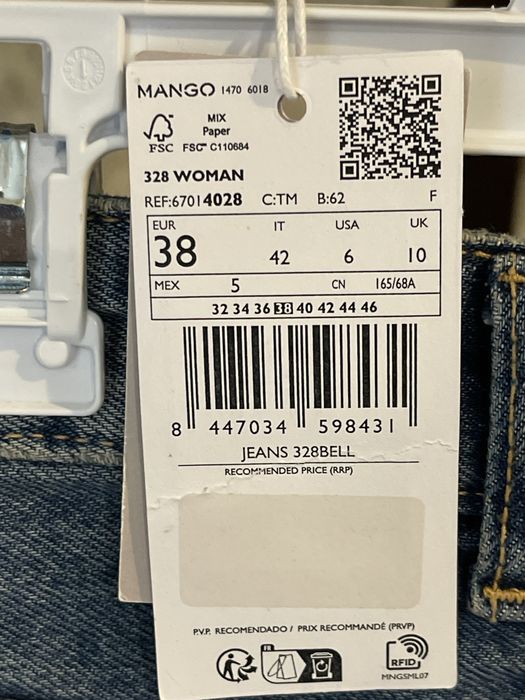 MANGO 1470 6018
MIX
Paper
FSC FSC™ C110684
328 WOMAN
REF:67014028 C:TM B:62 F
EUR IT USA UK
38 42 6 10
MEX 5 CN 165/68A
32 34 36 38 40 42 44 46
8 447034 598431
JEANS 328BELL
RECOMMENDED PRICE (RRP)
P.V.P. RECOMENDADO / PRIX RECOMMANDÉ (PRVP)
FR
RFID
MNGSML07